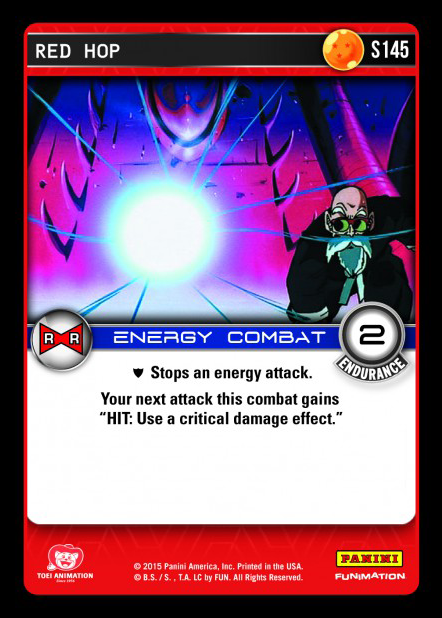 RED HOP
S145
ENERGY COMBAT
2
ENDURANCE
R R
Stops an energy attack.
Your next attack this combat gains
“HIT: Use a critical damage effect.”
TOEI ANIMATION
Since 1956
© 2015 Panini America, Inc. Printed in the USA.
© B.S. / S. , T.A. LC by FUN. All Rights Reserved.
PANINI
FUNIMATION